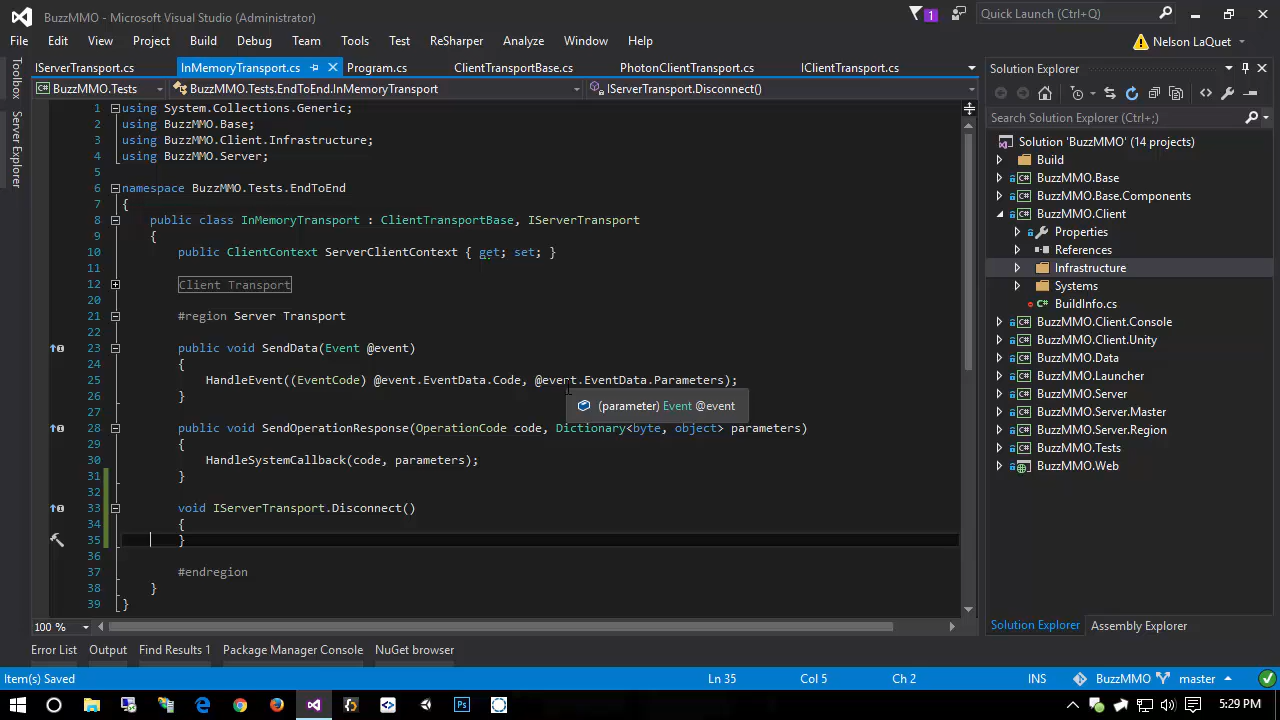 BuzzMMO - Microsoft Visual Studio (Administrator)
1
Quick Launch (Ctrl+Q)
File Edit View Project Build Debug Team Tools Test ReSharper Analyze Window Help
Nelson LaQuet
Toolbox
Server Explorer
IServerTransport.cs InMemoryTransport.cs Program.cs ClientTransportBase.cs PhotonClientTransport.cs IClientTransport.cs
BuzzMMO.Tests BuzzMMO.Tests.EndToEnd.InMemoryTransport IServerTransport.Disconnect()
1 using System.Collections.Generic;
2 using BuzzMMO.Base;
3 using BuzzMMO.Client.Infrastructure;
4 using BuzzMMO.Server;
5
6 namespace BuzzMMO.Tests.EndToEnd
7 {
8 public class InMemoryTransport : ClientTransportBase, IServerTransport
9 {
10 public ClientContext ServerClientContext { get; set; }
11
12 Client Transport
20
21 #region Server Transport
22
23 public void SendData(Event @event)
24 {
25 HandleEvent((EventCode) @event.EventData.Code, @event.EventData.Parameters);
26 }
(parameter) Event @event
27
28 public void SendOperationResponse(OperationCode code, Dictionary<byte, object> parameters)
29 {
30 HandleSystemCallback(code, parameters);
31 }
32
33 void IServerTransport.Disconnect()
34 {
35 }
36
37 #endregion
38 }
39 }
100 %
Solution Explorer
Search Solution Explorer (Ctrl+;)
Solution 'BuzzMMO' (14 projects)
Build
BuzzMMO.Base
BuzzMMO.Base.Components
BuzzMMO.Client
Properties
References
Infrastructure
Systems
BuildInfo.cs
BuzzMMO.Client.Console
BuzzMMO.Client.Unity
BuzzMMO.Data
BuzzMMO.Launcher
BuzzMMO.Server
BuzzMMO.Server.Master
BuzzMMO.Server.Region
BuzzMMO.Tests
BuzzMMO.Web
Solution Explorer Assembly Explorer
Error List Output Find Results 1 Package Manager Console NuGet browser
Item(s) Saved Ln 35 Col 5 Ch 2 INS BuzzMMO master
Ps
5:29 PM